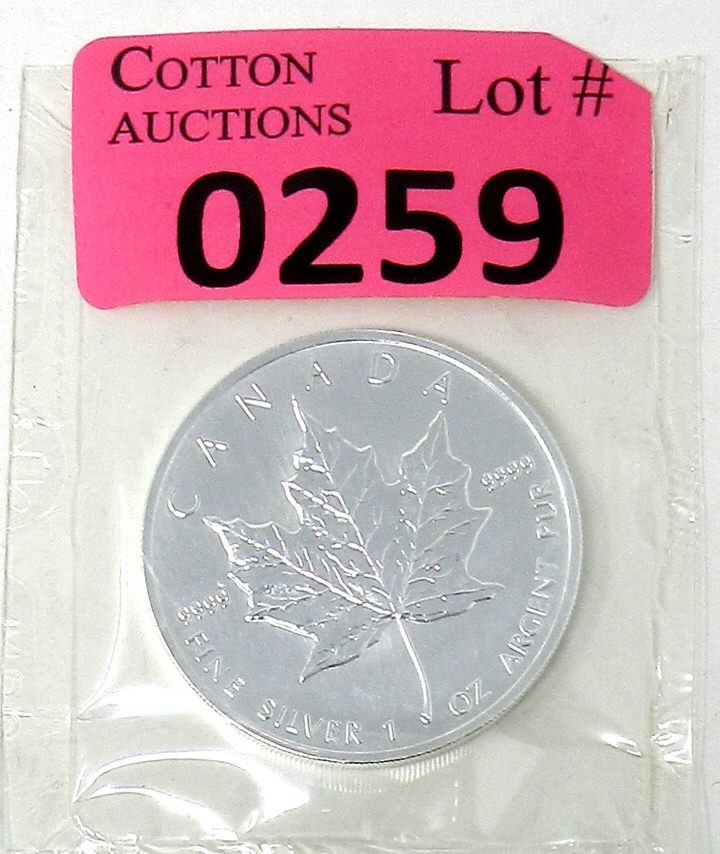 COTTON
AUCTIONS
Lot #
0259
CANADA
9999
9999
FINE SILVER 1 OZ ARGENT PUR